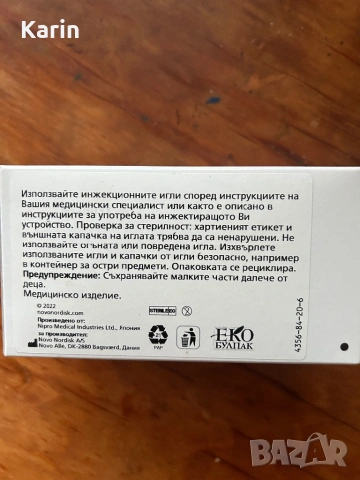 Karin
Използвайте инжекционните игли според инструкциите на
Вашия медицински специалист или както е описано в
инструкциите за употреба на инжектиращото Ви
устройство. Проверка за стерилност: хартиеният етикет и
външната капачка на иглата трябва да са ненарушени. Не
използвайте огъната или повредена игла. Изхвърлете
използваните игли и капачки от игли безопасно, например
в контейнер за остри предмети. Опаковката се рециклира.
Предупреждение: Съхранявайте малките части далече от
деца.
Медицинско изделие.
© 2022
novonordisk.com
Произведено от:
Nipro Medical Industries Ltd., Япония
за производител:
Novo Nordisk A/S
Novo Alle, DK-2880 Bagsværd, Дания
STERILE EO
2
21
PAP
ЕКО
БУЛПАК
4356-84-20-6
BAZAR